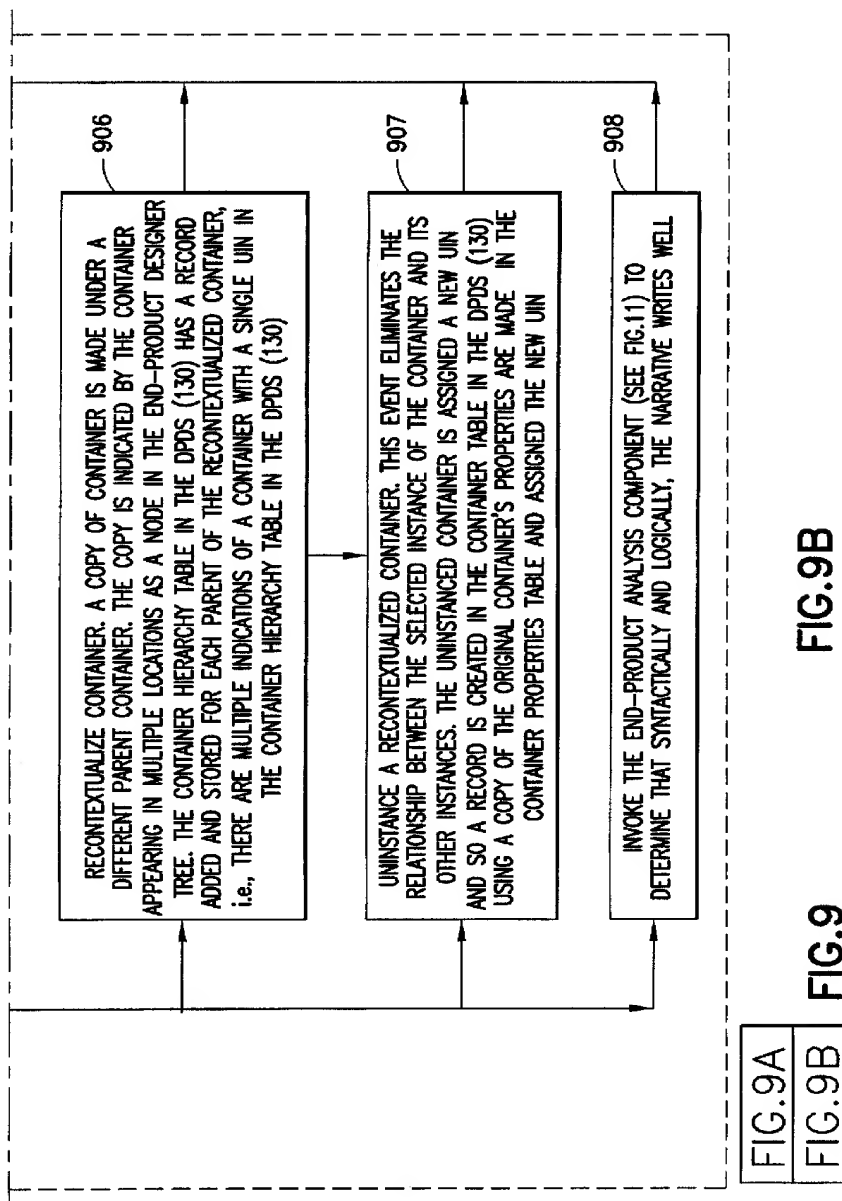 RECONTEXTUALIZE CONTAINER. A COPY OF CONTAINER IS MADE UNDER A
DIFFERENT PARENT CONTAINER. THE COPY IS INDICATED BY THE CONTAINER
APPEARING IN MULTIPLE LOCATIONS AS A NODE IN THE END-PRODUCT DESIGNER
TREE. THE CONTAINER HIERARCHY TABLE IN THE DPDS (130) HAS A RECORD
ADDED AND STORED FOR EACH PARENT OF THE RECONTEXTUALIZED CONTAINER,
i.e., THERE ARE MULTIPLE INDICATIONS OF A CONTAINER WITH A SINGLE UIN IN
THE CONTAINER HIERARCHY TABLE IN THE DPDS (130)
906
UNINSTANCE A RECONTEXTUALIZED CONTAINER. THIS EVENT ELIMINATES THE
RELATIONSHIP BETWEEN THE SELECTED INSTANCE OF THE CONTAINER AND ITS
OTHER INSTANCES. THE UNINSTANCED CONTAINER IS ASSIGNED A NEW UIN
AND SO A RECORD IS CREATED IN THE CONTAINER TABLE IN THE DPDS (130)
USING A COPY OF THE ORIGINAL CONTAINER'S PROPERTIES ARE MADE IN THE
CONTAINER PROPERTIES TABLE AND ASSIGNED THE NEW UIN
907
INVOKE THE END-PRODUCT ANALYSIS COMPONENT (SEE FIG.11) TO
DETERMINE THAT SYNTACTICALLY AND LOGICALLY, THE NARRATIVE WRITES WELL
908
FIG.9A
FIG.9B
FIG.9
FIG.9B